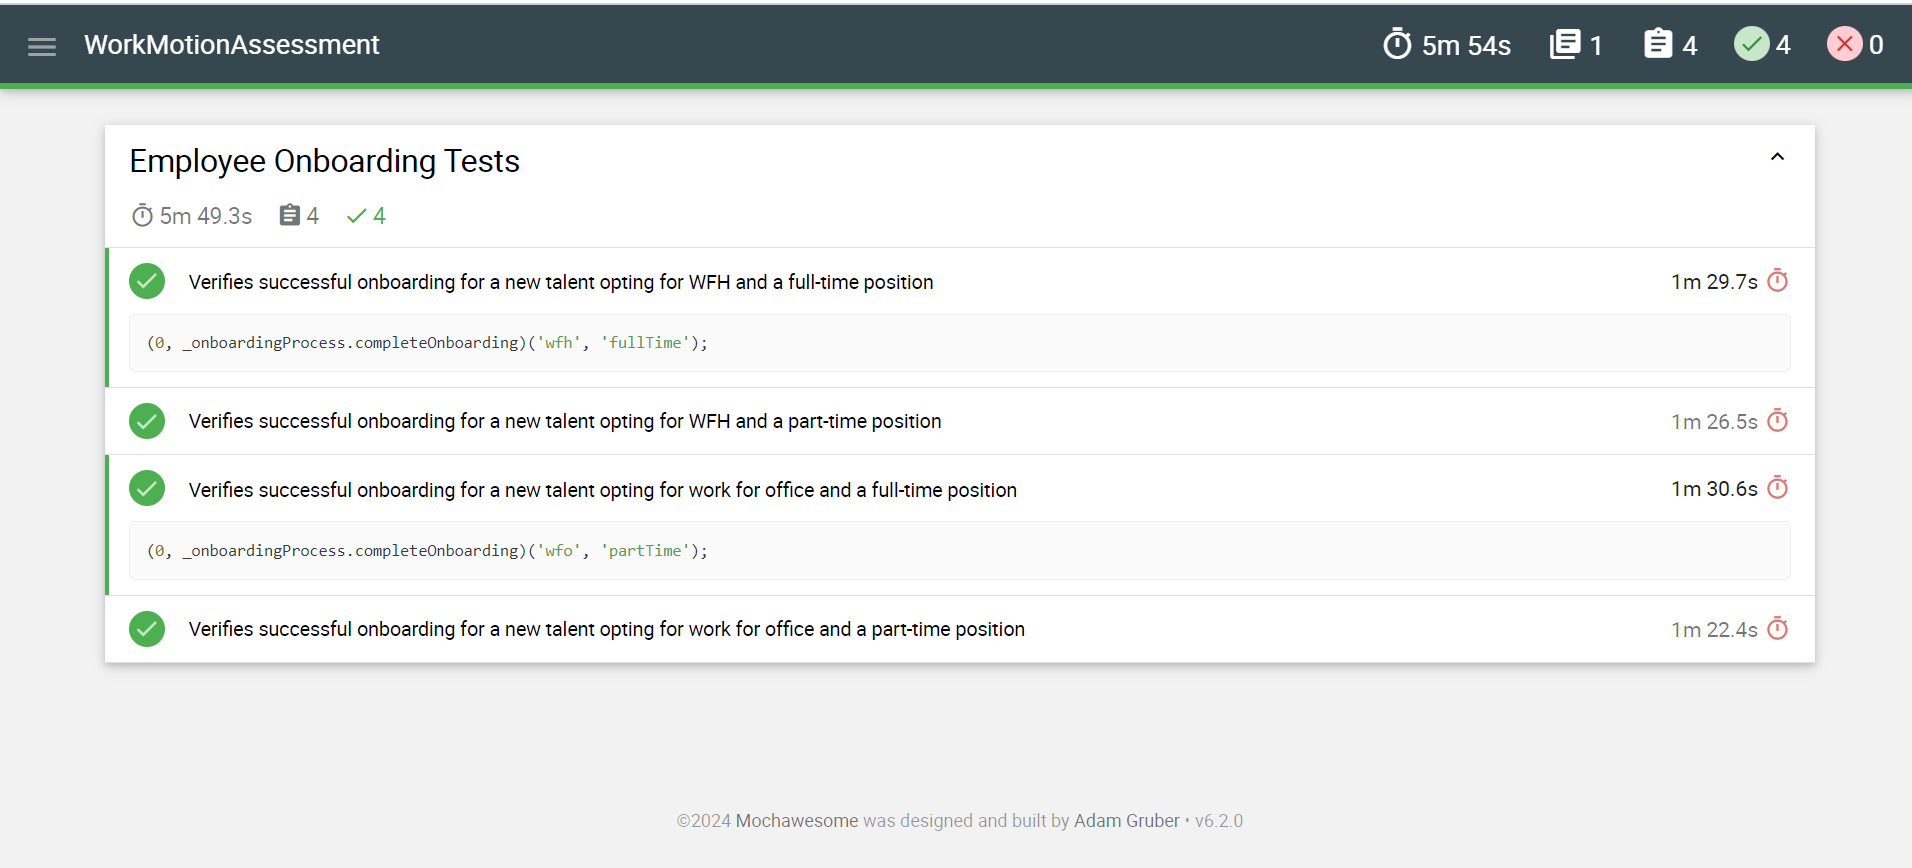 WorkMotionAssessment 5m 54s 1 4 4 0
Employee Onboarding Tests
5m 49.3s 4 4
Verifies successful onboarding for a new talent opting for WFH and a full-time position 1m 29.7s
(0, _onboardingProcess.completeOnboarding)('wfh', 'fullTime');
Verifies successful onboarding for a new talent opting for WFH and a part-time position 1m 26.5s
Verifies successful onboarding for a new talent opting for work for office and a full-time position 1m 30.6s
(0, _onboardingProcess.completeOnboarding)('wfo', 'partTime');
Verifies successful onboarding for a new talent opting for work for office and a part-time position 1m 22.4s
©2024 Mochawesome was designed and built by Adam Gruber • v6.2.0